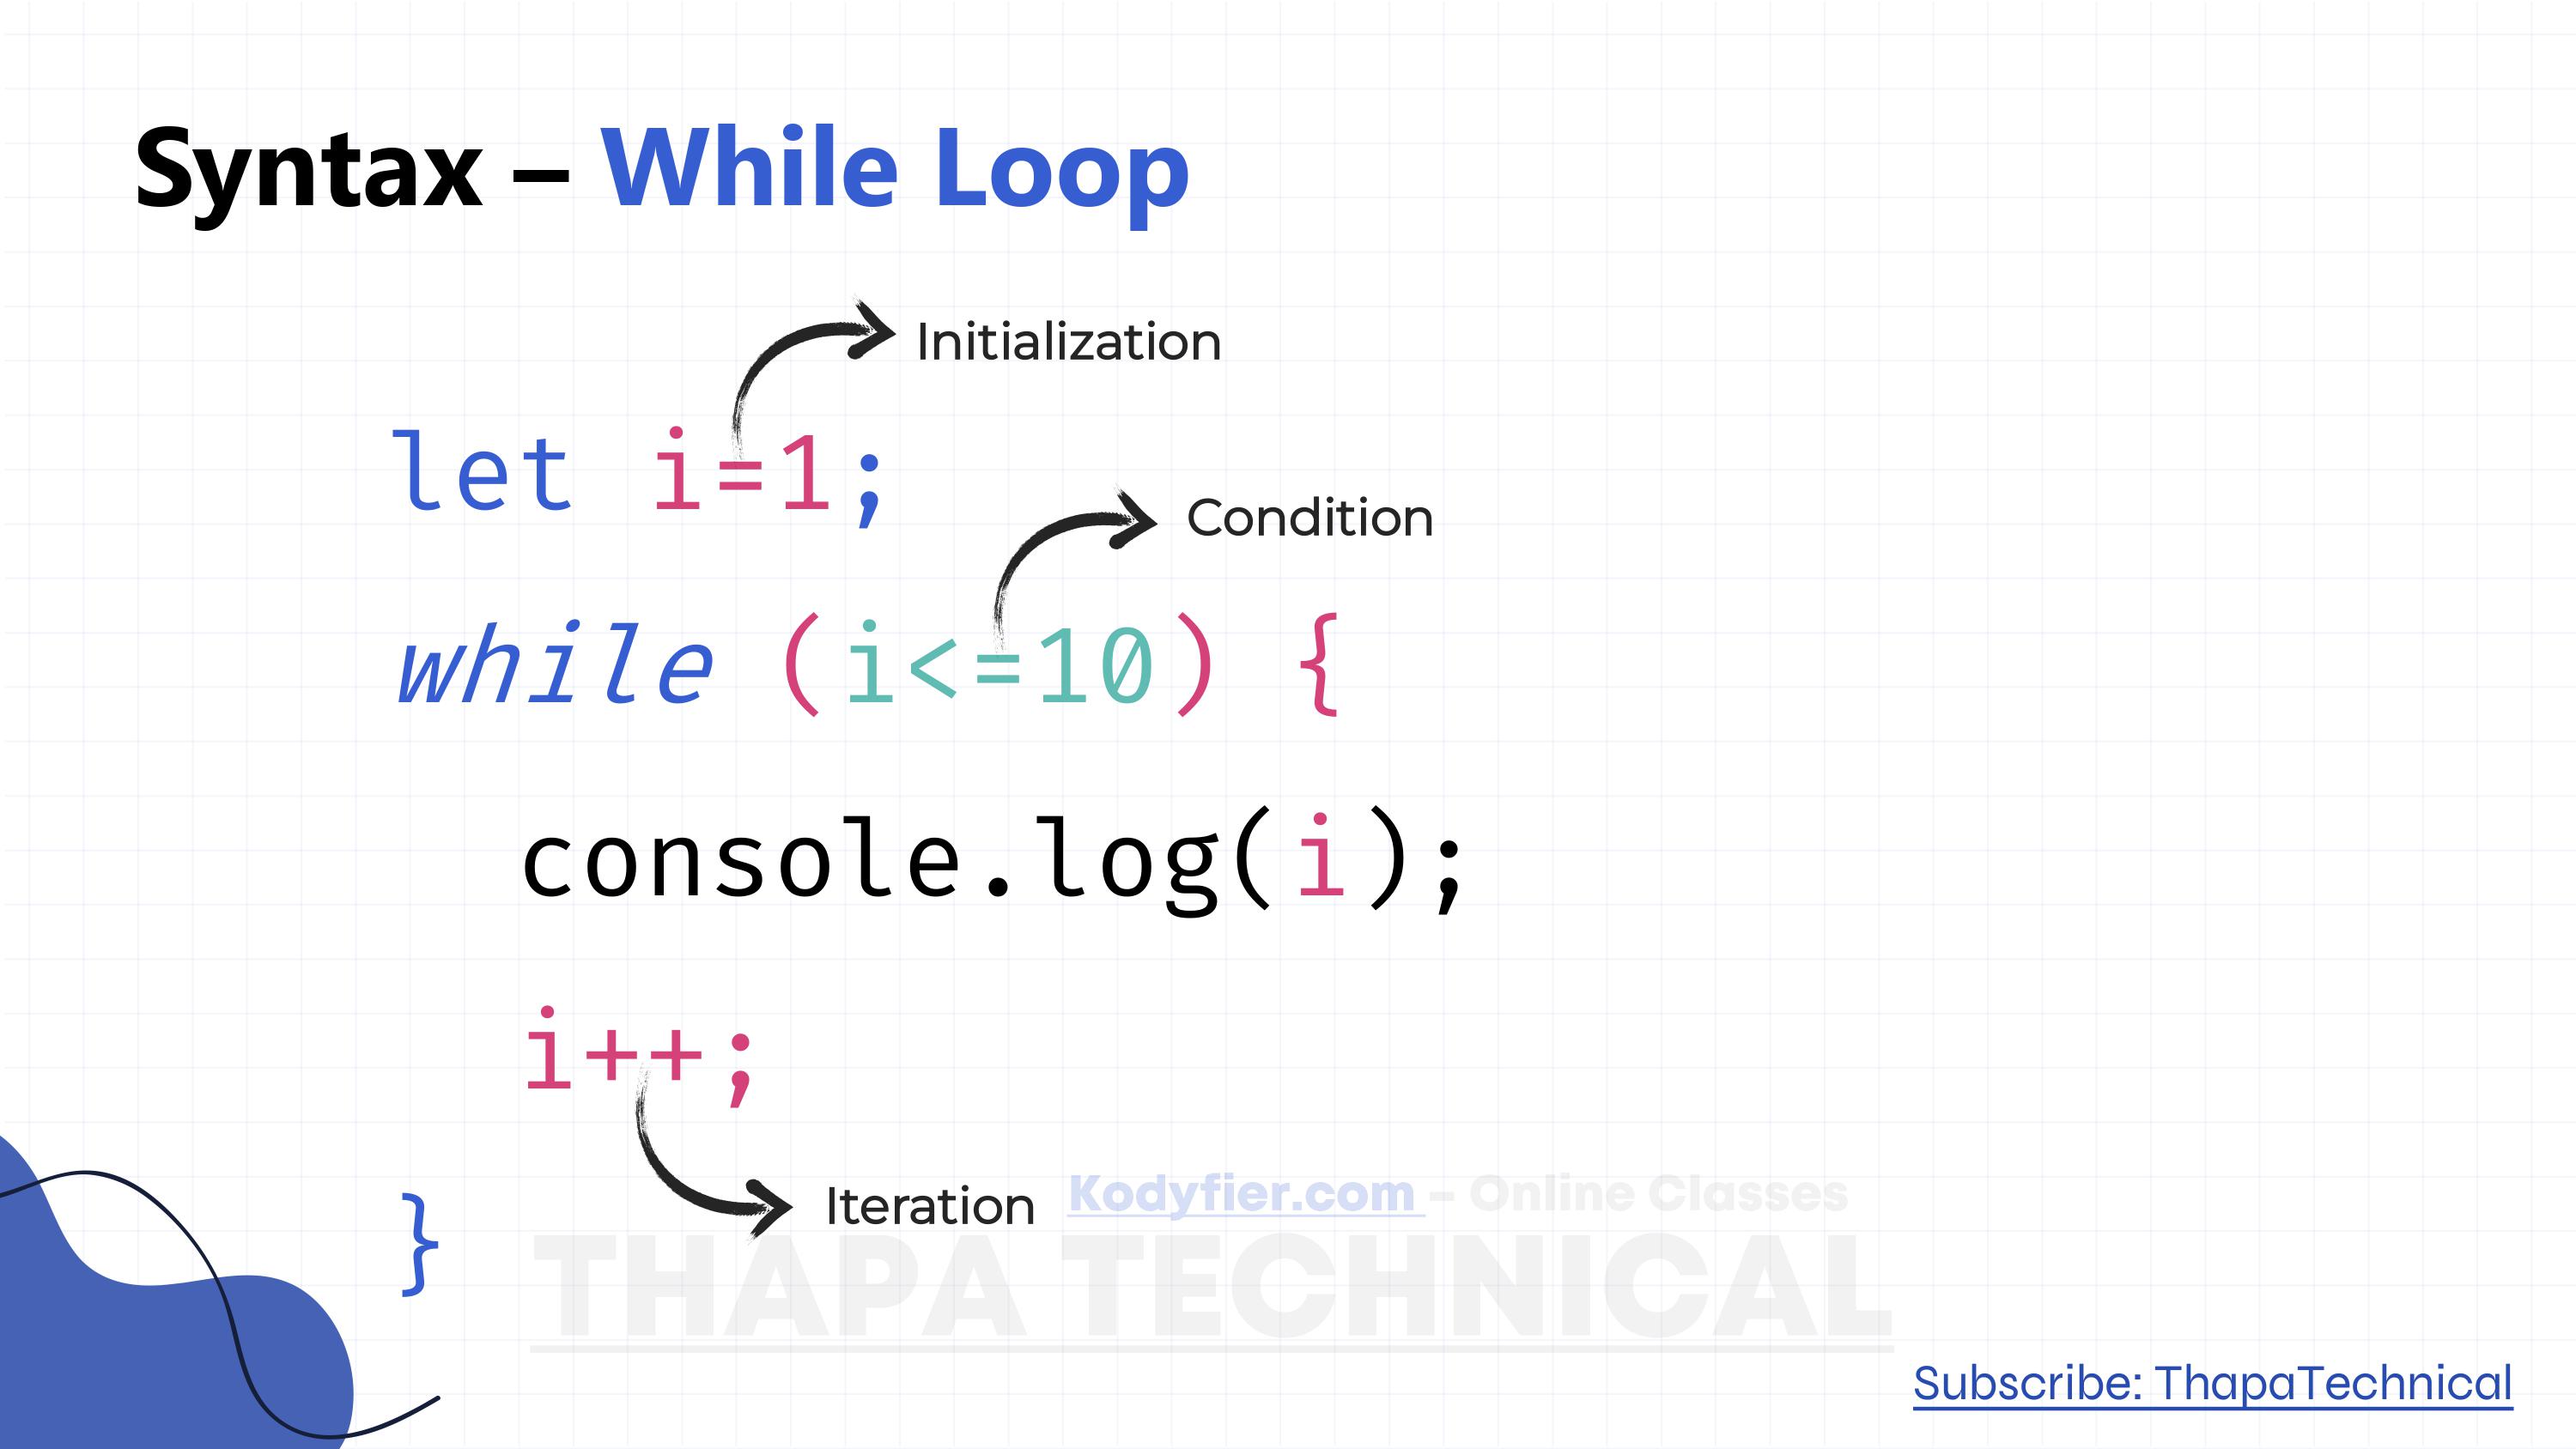 Syntax – While Loop
Initialization
let i=1;
Condition
while (i<=10) {
console.log(i);
i++;
Iteration
}
Kodyfier.com – Online Classes
THAPA TECHNICAL
Subscribe: ThapaTechnical